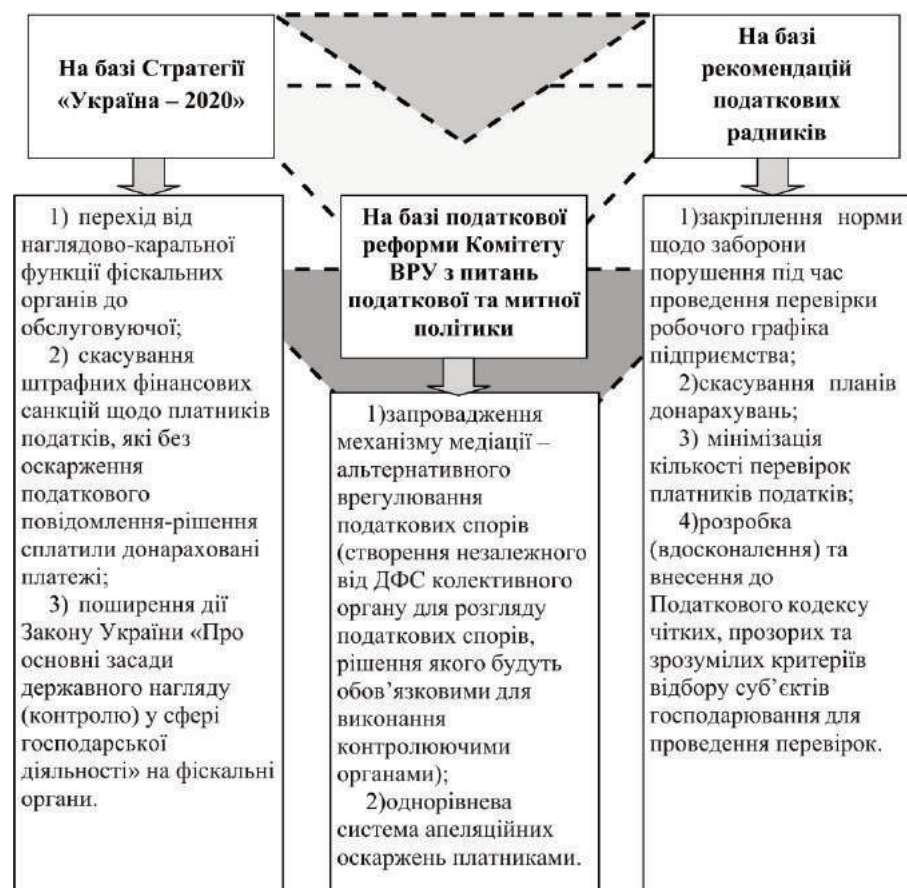 На базі Стратегії
«Україна – 2020»
1) перехід від
наглядово-каральної
функції фіскальних
органів до
обслуговуючої;
2) скасування
штрафних фінансових
санкцій щодо платників
податків, які без
оскарження
податкового
повідомлення-рішення
сплатили донараховані
платежі;
3) поширення дії
Закону України «Про
основні засади
державного нагляду
(контролю) у сфері
господарської
діяльності» на фіскальні
органи.
На базі податкової
реформи Комітету
ВРУ з питань
податкової та митної
політики
1)запровадження
механізму медіації –
альтернативного
врегулювання
податкових спорів
(створення незалежного
від ДФС колективного
органу для розгляду
податкових спорів,
рішення якого будуть
обов’язковими для
виконання
контролюючими
органами);
2)однорівнева
система апеляційних
оскаржень платниками.
На базі
рекомендацій
податкових
радників
1)закріплення норми
щодо заборони
порушення під час
проведення перевірки
робочого графіка
підприємства;
2)скасування планів
донарахувань;
3) мінімізація
кількості перевірок
платників податків;
4)розробка
(вдосконалення) та
внесення до
Податкового кодексу
чітких, прозорих та
зрозумілих критеріїв
відбору суб’єктів
господарювання для
проведення перевірок.